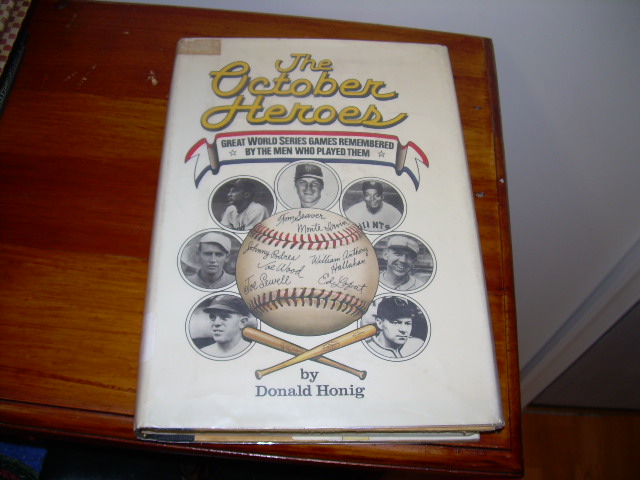 The
October
Heroes
GREAT WORLD SERIES GAMES REMEMBERED
BY THE MEN WHO PLAYED THEM
IANTS
Tom Seaver
Monte Irvin
Johnny Podres
William Anthony
Hallahan
Joe Wood
Joe Sewell
Ed Lopat
by
Donald Honig